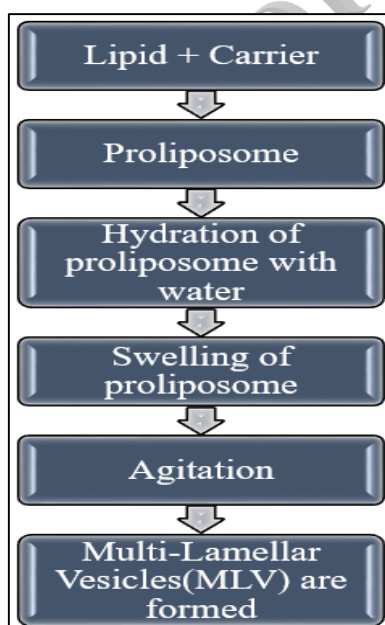 Lipid + Carrier
Proliposome
Hydration of
proliposome with
water
Swelling of
proliposome
Agitation
Multi-Lamellar
Vesicles(MLV) are
formed